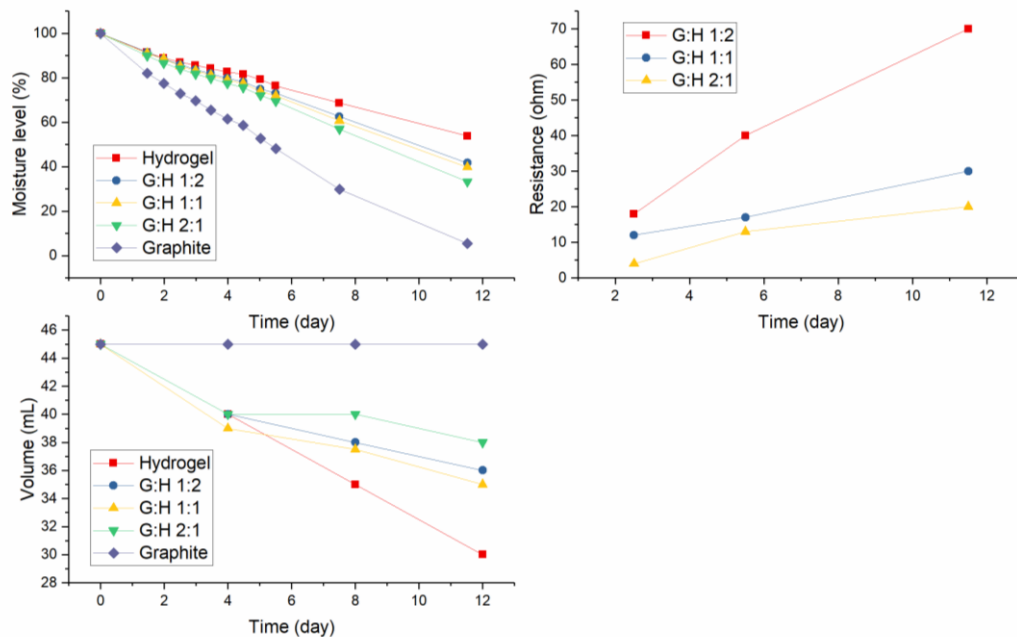 Moisture level (%)
100
80
60
40
20
0
Hydrogel
G:H 1:2
G:H 1:1
G:H 2:1
Graphite
0 2 4 6 8 10 12
Time (day)
Resistance (ohm)
70
60
50
40
30
20
10
0
G:H 1:2
G:H 1:1
G:H 2:1
2 4 6 8 10 12
Time (day)
Volume (mL)
46
44
42
40
38
36
34
32
30
28
Hydrogel
G:H 1:2
G:H 1:1
G:H 2:1
Graphite
0 2 4 6 8 10 12
Time (day)